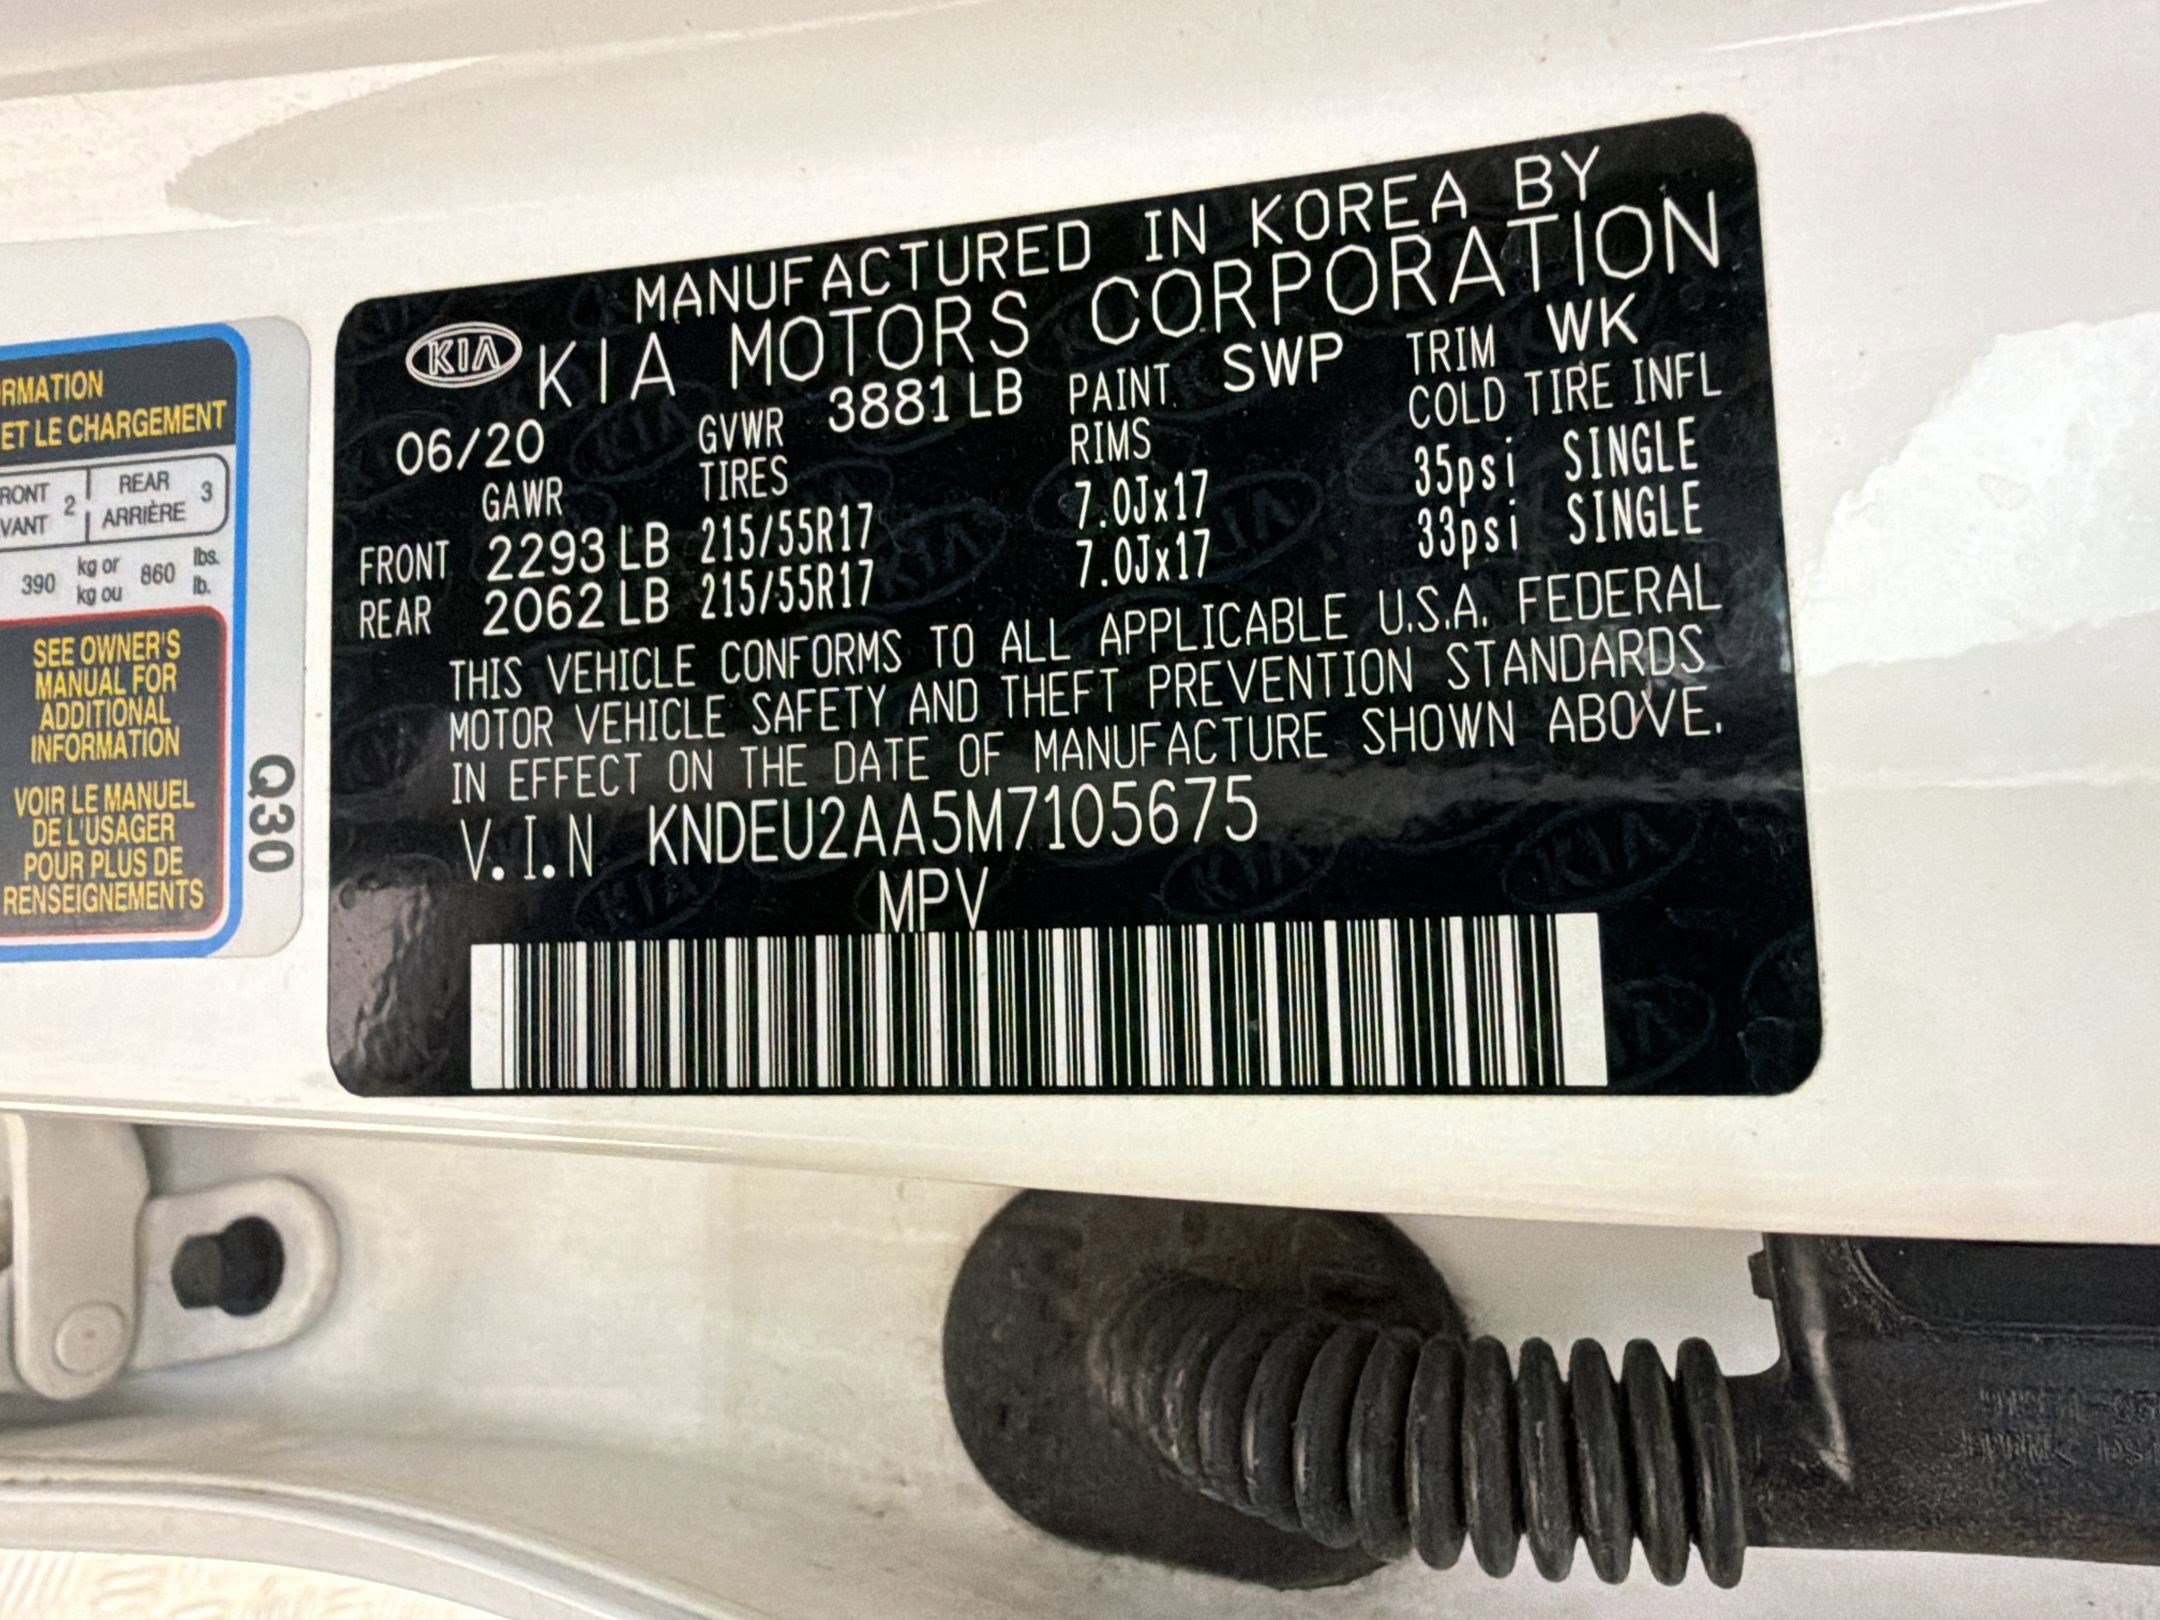 MANUFACTURED IN KOREA BY
KIA KIA MOTORS CORPORATION
06/20 GVWR 3881 LB PAINT SWP TRIM WK
GAWR TIRES RIMS COLD TIRE INFL
FRONT 2293 LB 215/55R17 7.0Jx17 35psi SINGLE
REAR 2062 LB 215/55R17 7.0Jx17 33psi SINGLE
THIS VEHICLE CONFORMS TO ALL APPLICABLE U.S.A. FEDERAL
MOTOR VEHICLE SAFETY AND THEFT PREVENTION STANDARDS
IN EFFECT ON THE DATE OF MANUFACTURE SHOWN ABOVE.
V.I.N KNDEU2AA5M7105675
MPV
RMATION
ET LE CHARGEMENT
RONT 2 REAR 3
VANT ARRIÈRE
390 kg or 860 lbs.
kg ou lb.
SEE OWNER'S
MANUAL FOR
ADDITIONAL
INFORMATION
VOIR LE MANUEL
DE L'USAGER
POUR PLUS DE
RENSEIGNEMENTS
Q30